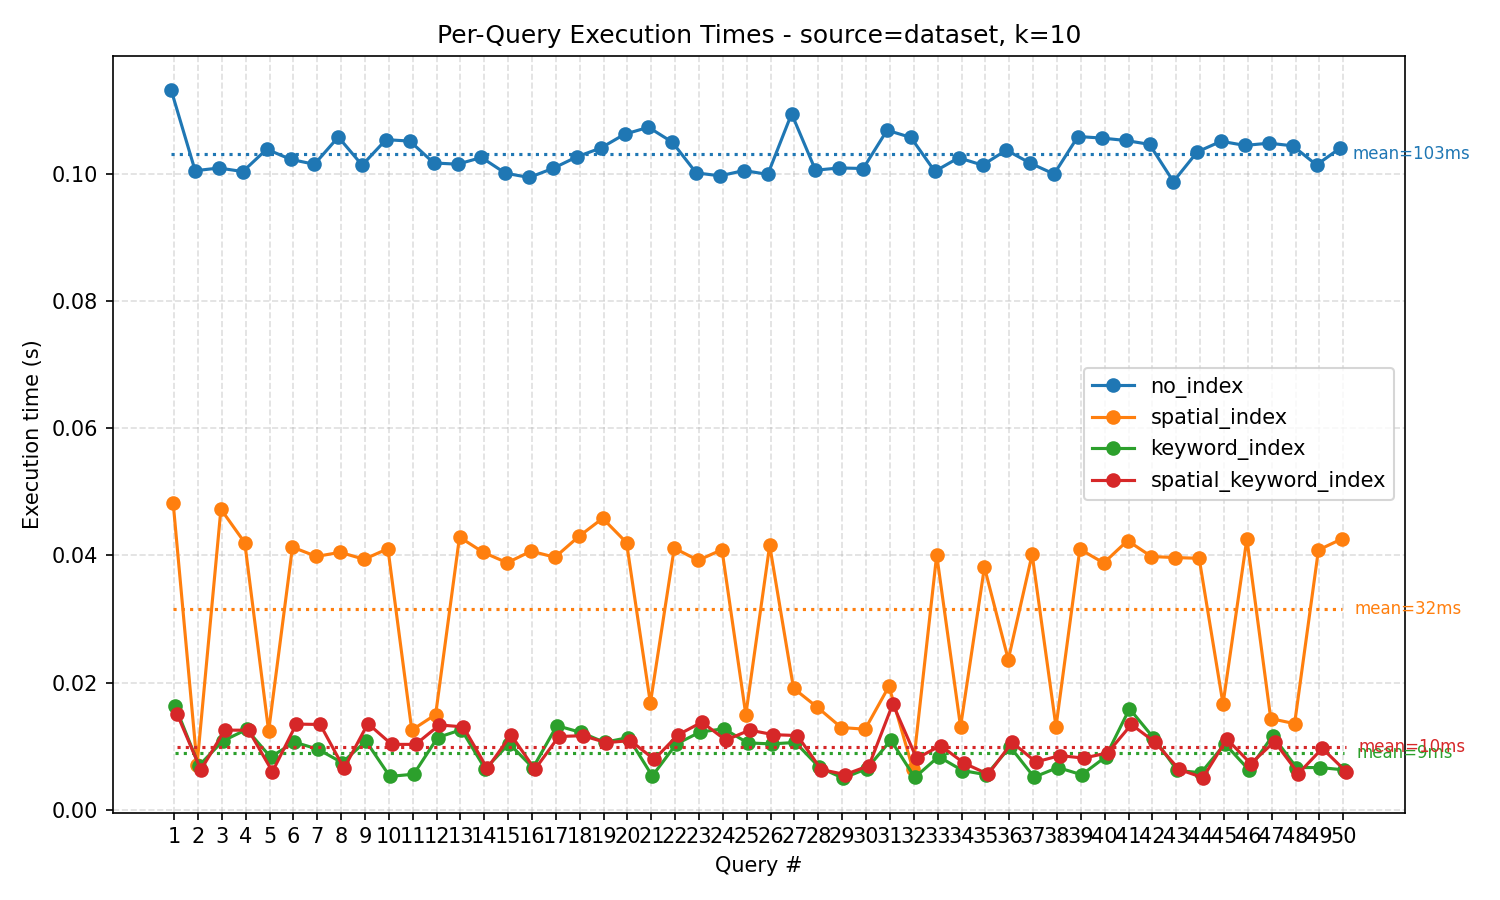 Per-Query Execution Times - source=dataset, k=10
Execution time (s)
0.10
0.08
0.06
0.04
0.02
0.00
mean=103ms
no_index
spatial_index
keyword_index
spatial_keyword_index
mean=32ms
mean=10ms
mean=9ms
1 2 3 4 5 6 7 8 9 10 11 12 13 14 15 16 17 18 19 20 21 22 23 24 25 26 27 28 29 30 31 32 33 34 35 36 37 38 39 40 41 42 43 44 45 46 47 48 49 50
Query #